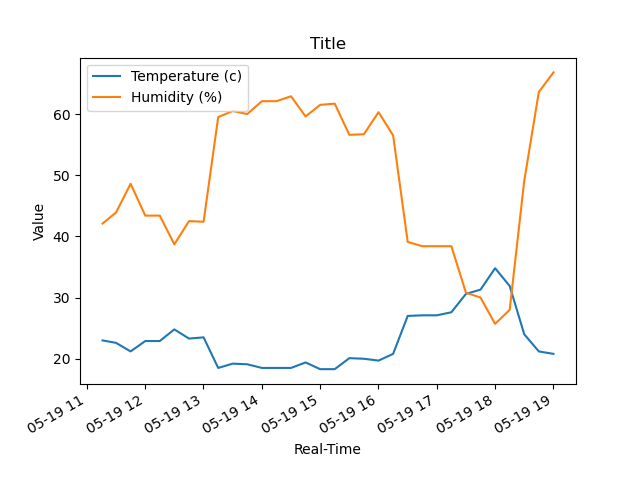 Title
Temperature (c)
Humidity (%)
Value
60
50
40
30
20
05-19 11
05-19 12
05-19 13
05-19 14
05-19 15
05-19 16
05-19 17
05-19 18
05-19 19
Real-Time